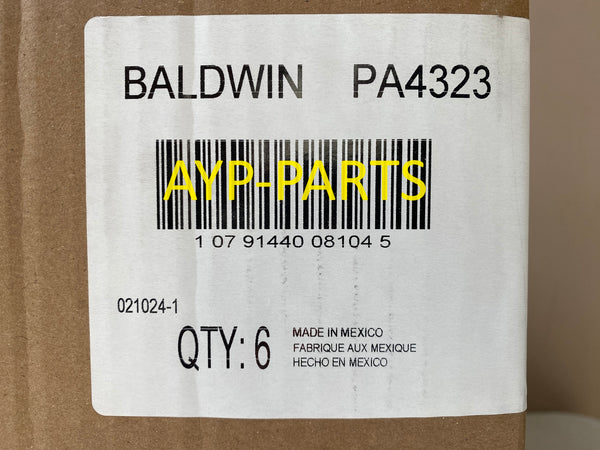 BALDWIN PA4323
AYP-PARTS
1 07 91440 08104 5
021024-1
QTY: 6
MADE IN MEXICO
FABRIQUE AUX MEXIQUE
HECHO EN MEXICO